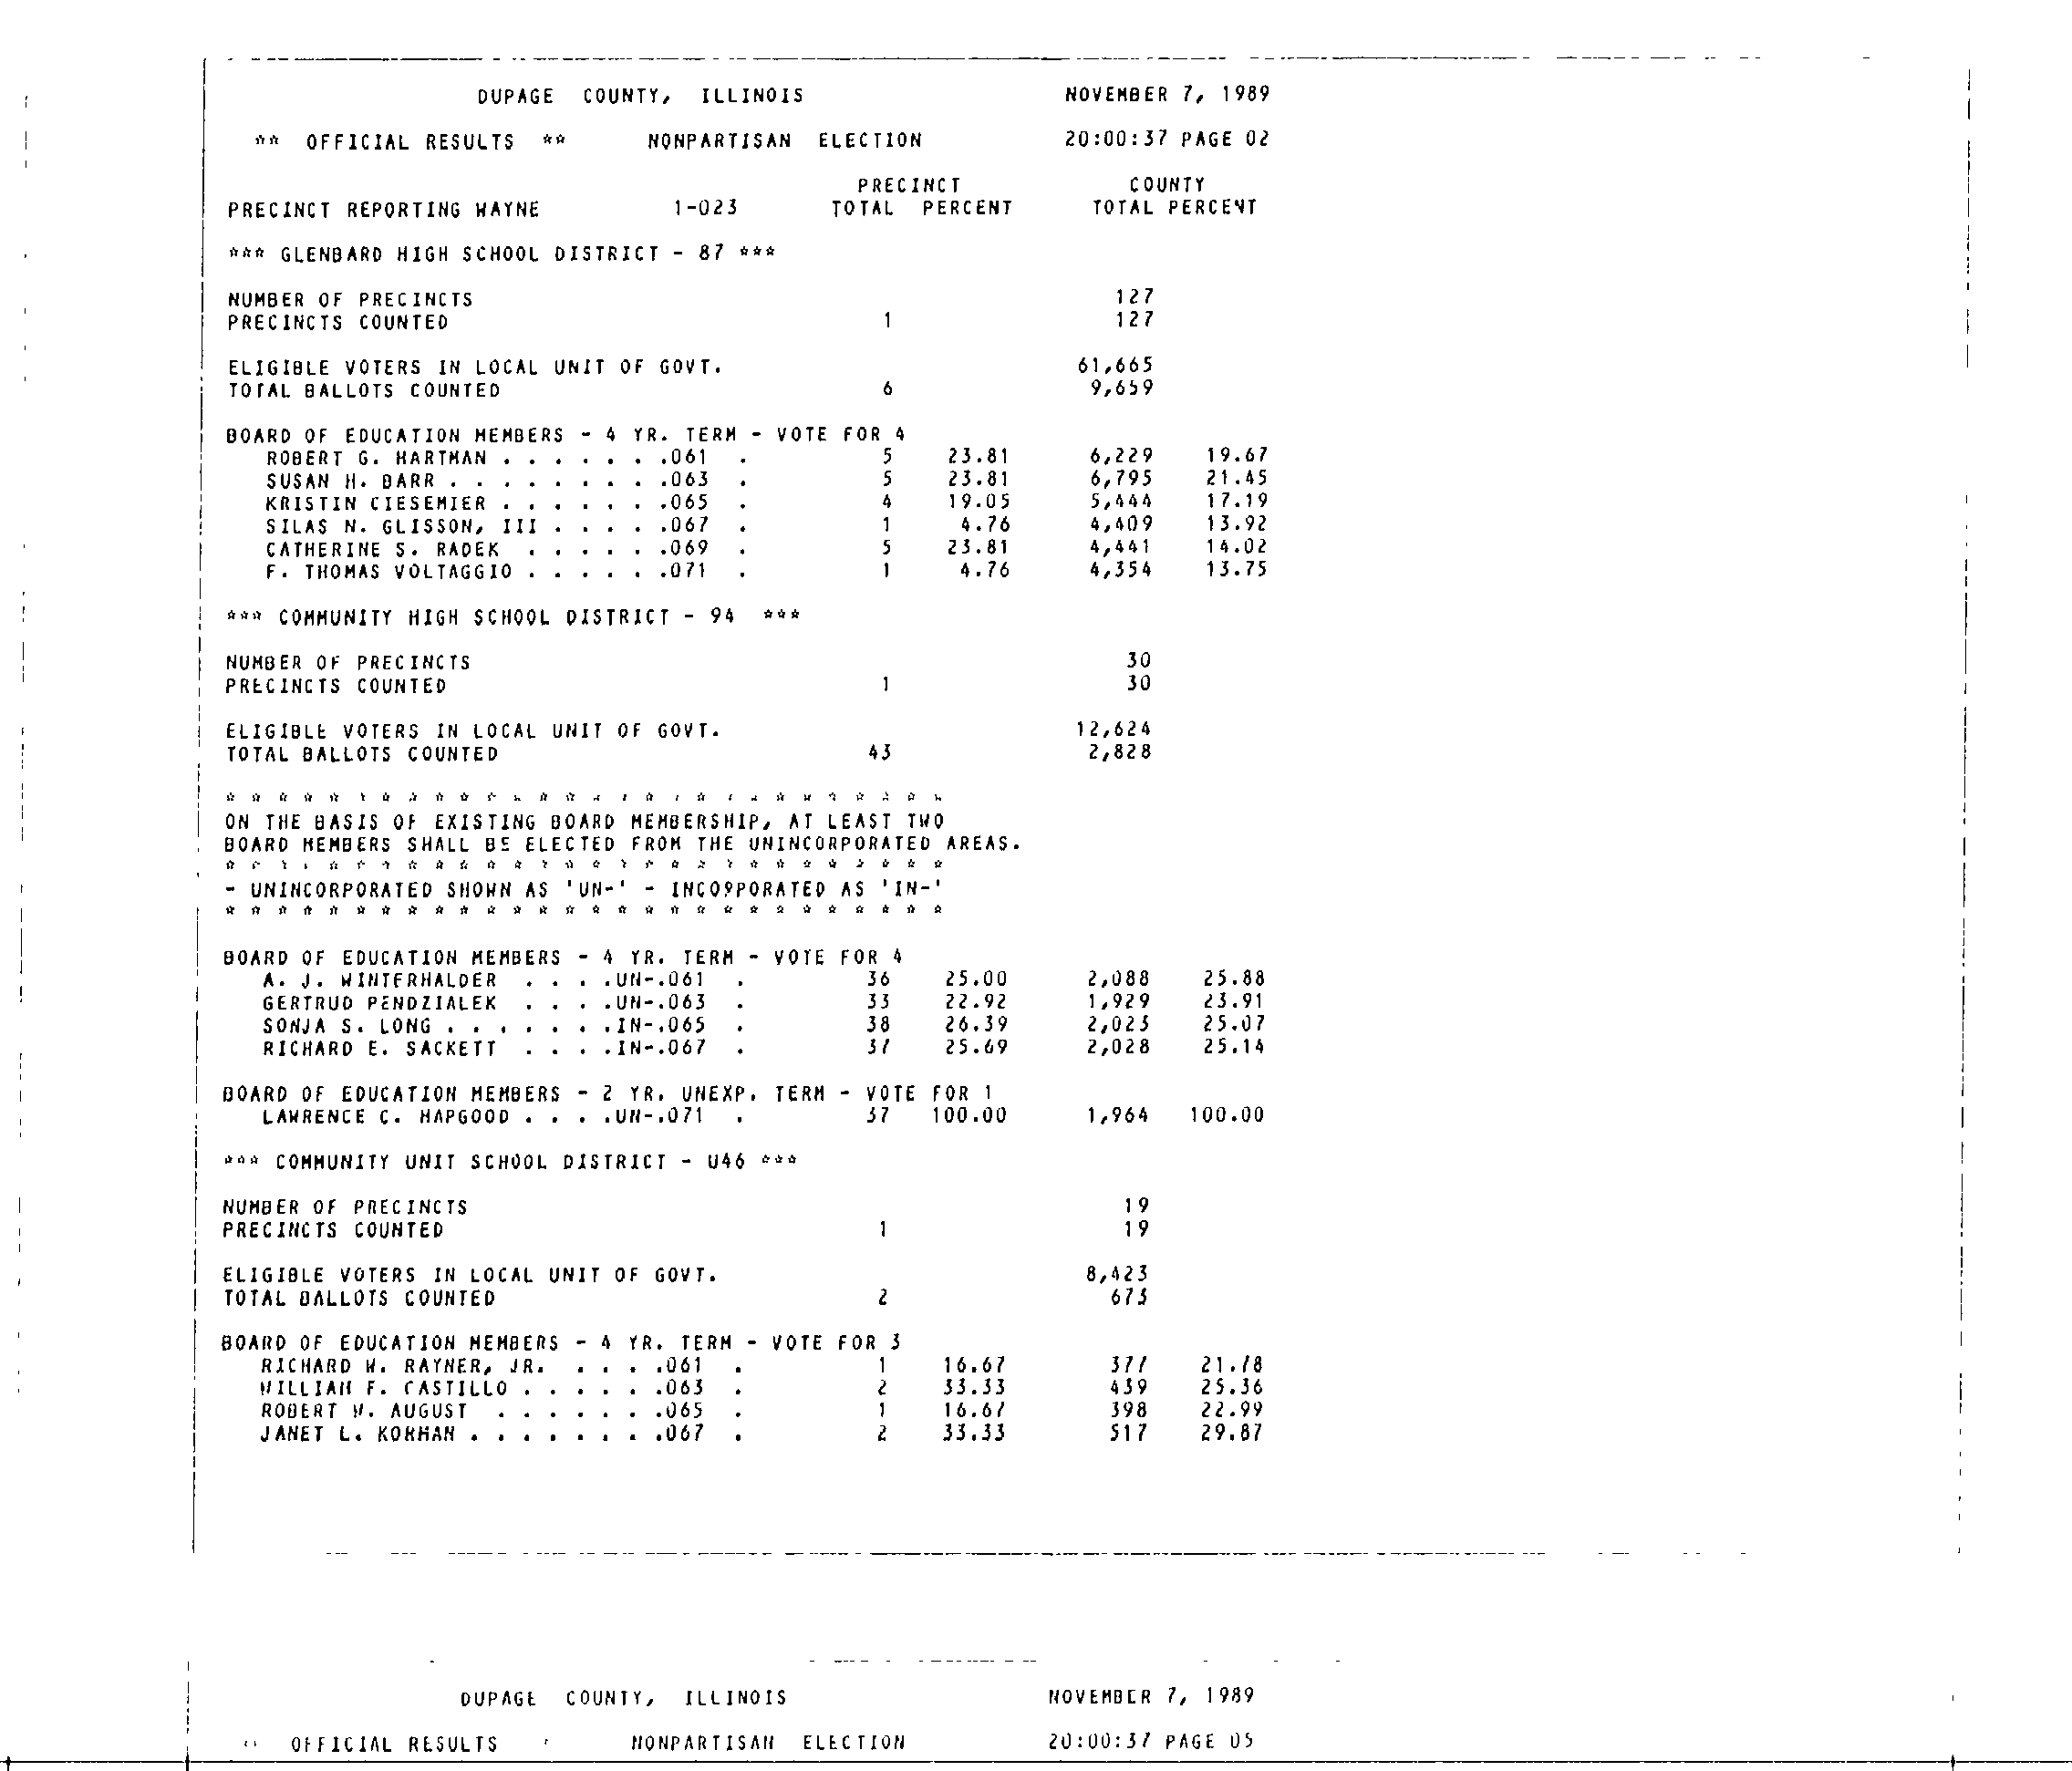 DUPAGE COUNTY, ILLINOIS NOVEMBER 7, 1989
** OFFICIAL RESULTS ** NONPARTISAN ELECTION 20:00:37 PAGE 02
PRECINCT COUNTY
PRECINCT REPORTING WAYNE 1-023 TOTAL PERCENT TOTAL PERCENT
*** GLENBARD HIGH SCHOOL DISTRICT - 87 ***
NUMBER OF PRECINCTS 127
PRECINCTS COUNTED 1 127
ELIGIBLE VOTERS IN LOCAL UNIT OF GOVT. 61,665
TOTAL BALLOTS COUNTED 6 9,659
BOARD OF EDUCATION MEMBERS - 4 YR. TERM - VOTE FOR 4
ROBERT G. HARTMAN . . . . . . .061 . 5 23.81 6,229 19.67
SUSAN H. BARR . . . . . . . . .063 . 5 23.81 6,795 21.45
KRISTIN CIESEMIER . . . . . . .065 . 4 19.05 5,444 17.19
SILAS N. GLISSON, III . . . . .067 . 1 4.76 4,409 13.92
CATHERINE S. RADEK . . . . . .069 . 5 23.81 4,441 14.02
F. THOMAS VOLTAGGIO . . . . . .071 . 1 4.76 4,354 13.75
*** COMMUNITY HIGH SCHOOL DISTRICT - 94 ***
NUMBER OF PRECINCTS 30
PRECINCTS COUNTED 1 30
ELIGIBLE VOTERS IN LOCAL UNIT OF GOVT. 12,624
TOTAL BALLOTS COUNTED 43 2,828
* * * * * * * * * * * * * * * * * * * * * * * * * * * *
ON THE BASIS OF EXISTING BOARD MEMBERSHIP, AT LEAST TWO
BOARD MEMBERS SHALL BE ELECTED FROM THE UNINCORPORATED AREAS.
* * * * * * * * * * * * * * * * * * * * * * * * * * * *
- UNINCORPORATED SHOWN AS 'UN-' - INCORPORATED AS 'IN-'
* * * * * * * * * * * * * * * * * * * * * * * * * * * *
BOARD OF EDUCATION MEMBERS - 4 YR. TERM - VOTE FOR 4
A. J. WINTERHALDER . . . .UN-.061 . 36 25.00 2,088 25.88
GERTRUD PENDZIALEK . . . .UN-.063 . 33 22.92 1,929 23.91
SONJA S. LONG . . . . . . .IN-.065 . 38 26.39 2,023 25.07
RICHARD E. SACKETT . . . .IN-.067 . 37 25.69 2,028 25.14
BOARD OF EDUCATION MEMBERS - 2 YR. UNEXP. TERM - VOTE FOR 1
LAWRENCE C. HAPGOOD . . . .UN-.071 . 37 100.00 1,964 100.00
*** COMMUNITY UNIT SCHOOL DISTRICT - U46 ***
NUMBER OF PRECINCTS 19
PRECINCTS COUNTED 1 19
ELIGIBLE VOTERS IN LOCAL UNIT OF GOVT. 8,423
TOTAL BALLOTS COUNTED 2 673
BOARD OF EDUCATION MEMBERS - 4 YR. TERM - VOTE FOR 3
RICHARD W. RAYNER, JR. . . . .061 . 1 16.67 377 21.78
WILLIAM F. CASTILLO . . . . . .063 . 2 33.33 439 25.36
ROBERT W. AUGUST . . . . . . .065 . 1 16.67 398 22.99
JANET L. KORMAN . . . . . . . .067 . 2 33.33 517 29.87
DUPAGE COUNTY, ILLINOIS NOVEMBER 7, 1989
OFFICIAL RESULTS NONPARTISAN ELECTION 20:00:37 PAGE 05